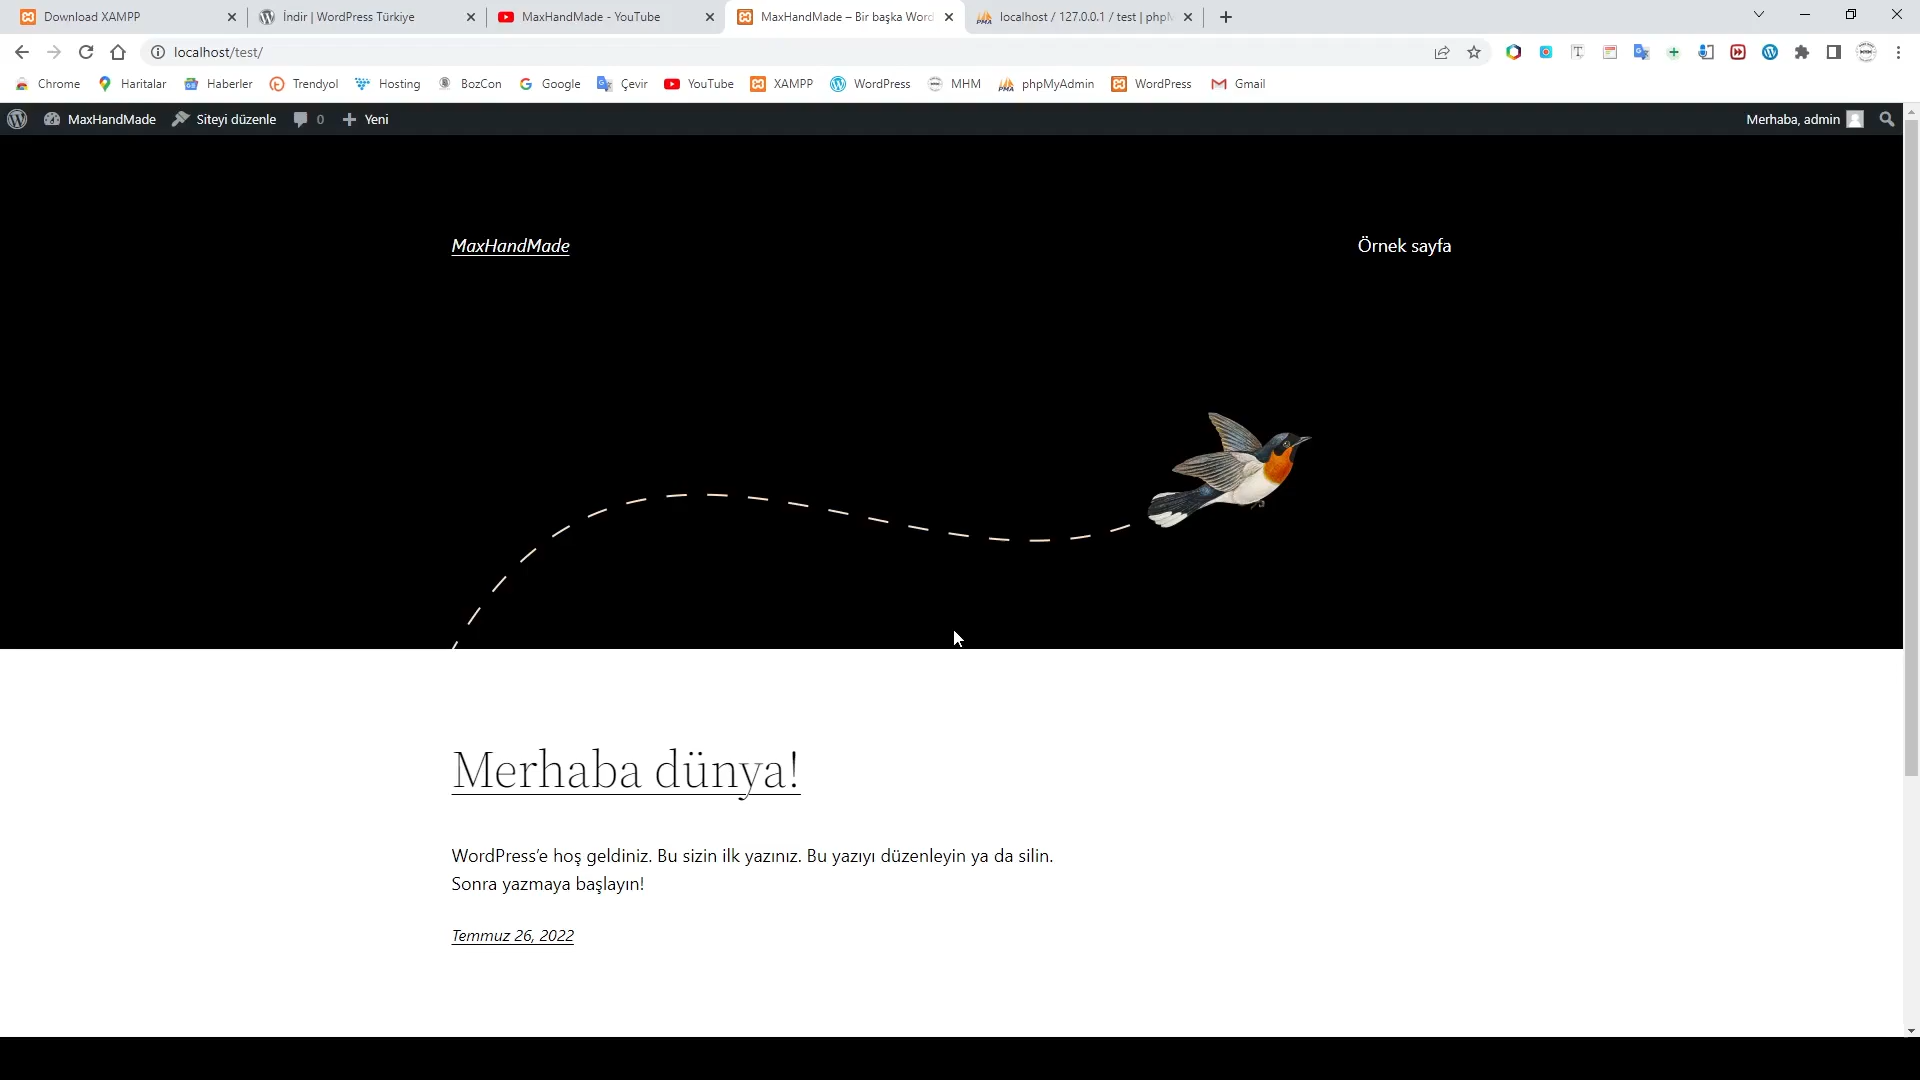 Download XAMPP
İndir | WordPress Türkiye
MaxHandMade - YouTube
MaxHandMade – Bir başka Word
localhost / 127.0.0.1 / test | phpM
localhost/test/
Chrome
Haritalar
Haberler
Trendyol
Hosting
BozCon
Google
Çevir
YouTube
XAMPP
WordPress
MHM
phpMyAdmin
WordPress
Gmail
MaxHandMade
Siteyi düzenle
0
Yeni
Merhaba, admin
MaxHandMade
Örnek sayfa
Merhaba dünya!
WordPress’e hoş geldiniz. Bu sizin ilk yazınız. Bu yazıyı düzenleyin ya da silin.
Sonra yazmaya başlayın!
Temmuz 26, 2022